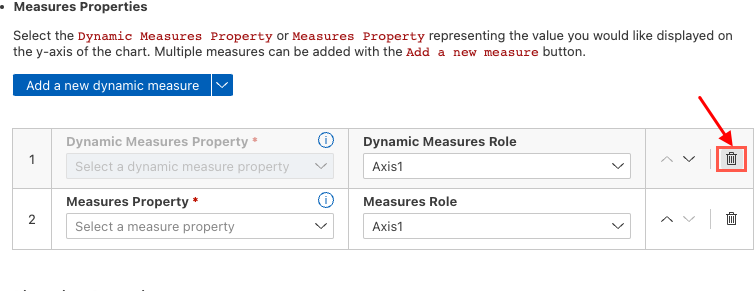 • Measures Properties
Select the Dynamic Measures Property or Measures Property representing the value you would like displayed on
the y-axis of the chart. Multiple measures can be added with the Add a new measure button.
Add a new dynamic measure
Dynamic Measures Property *
Dynamic Measures Role
1
Select a dynamic measure property
Axis1
Measures Property *
Measures Role
2
Select a measure property
Axis1